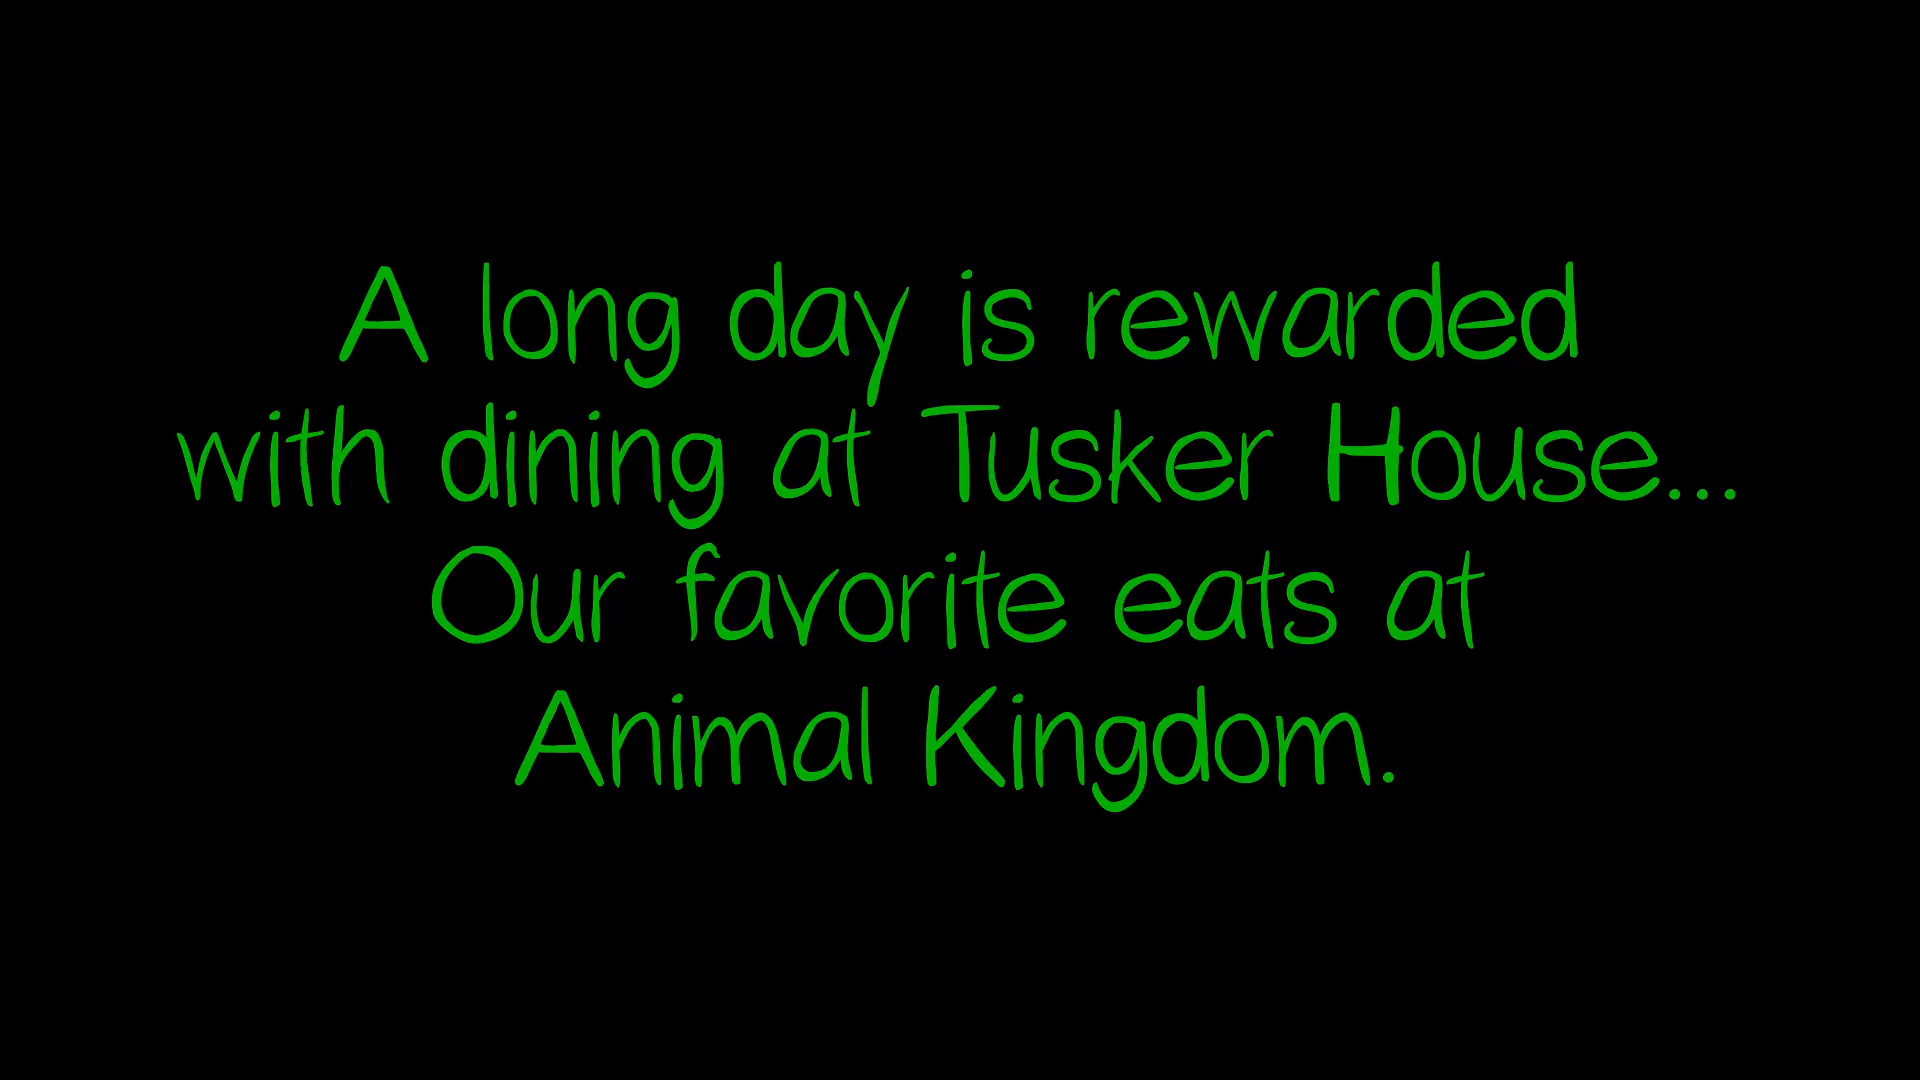 A long day is rewarded
with dining at Tusker House...
Our favorite eats at
Animal Kingdom.